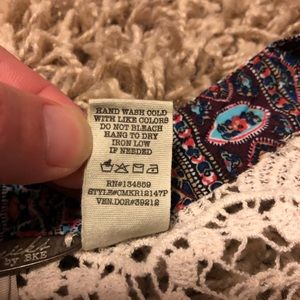 HAND WASH COLD
WITH LIKE COLORS
DO NOT BLEACH
HANG TO DRY
IRON LOW
IF NEEDED
RN#134859
STYLE#CMKR12147P
VEN.DOR#39212
by BKE